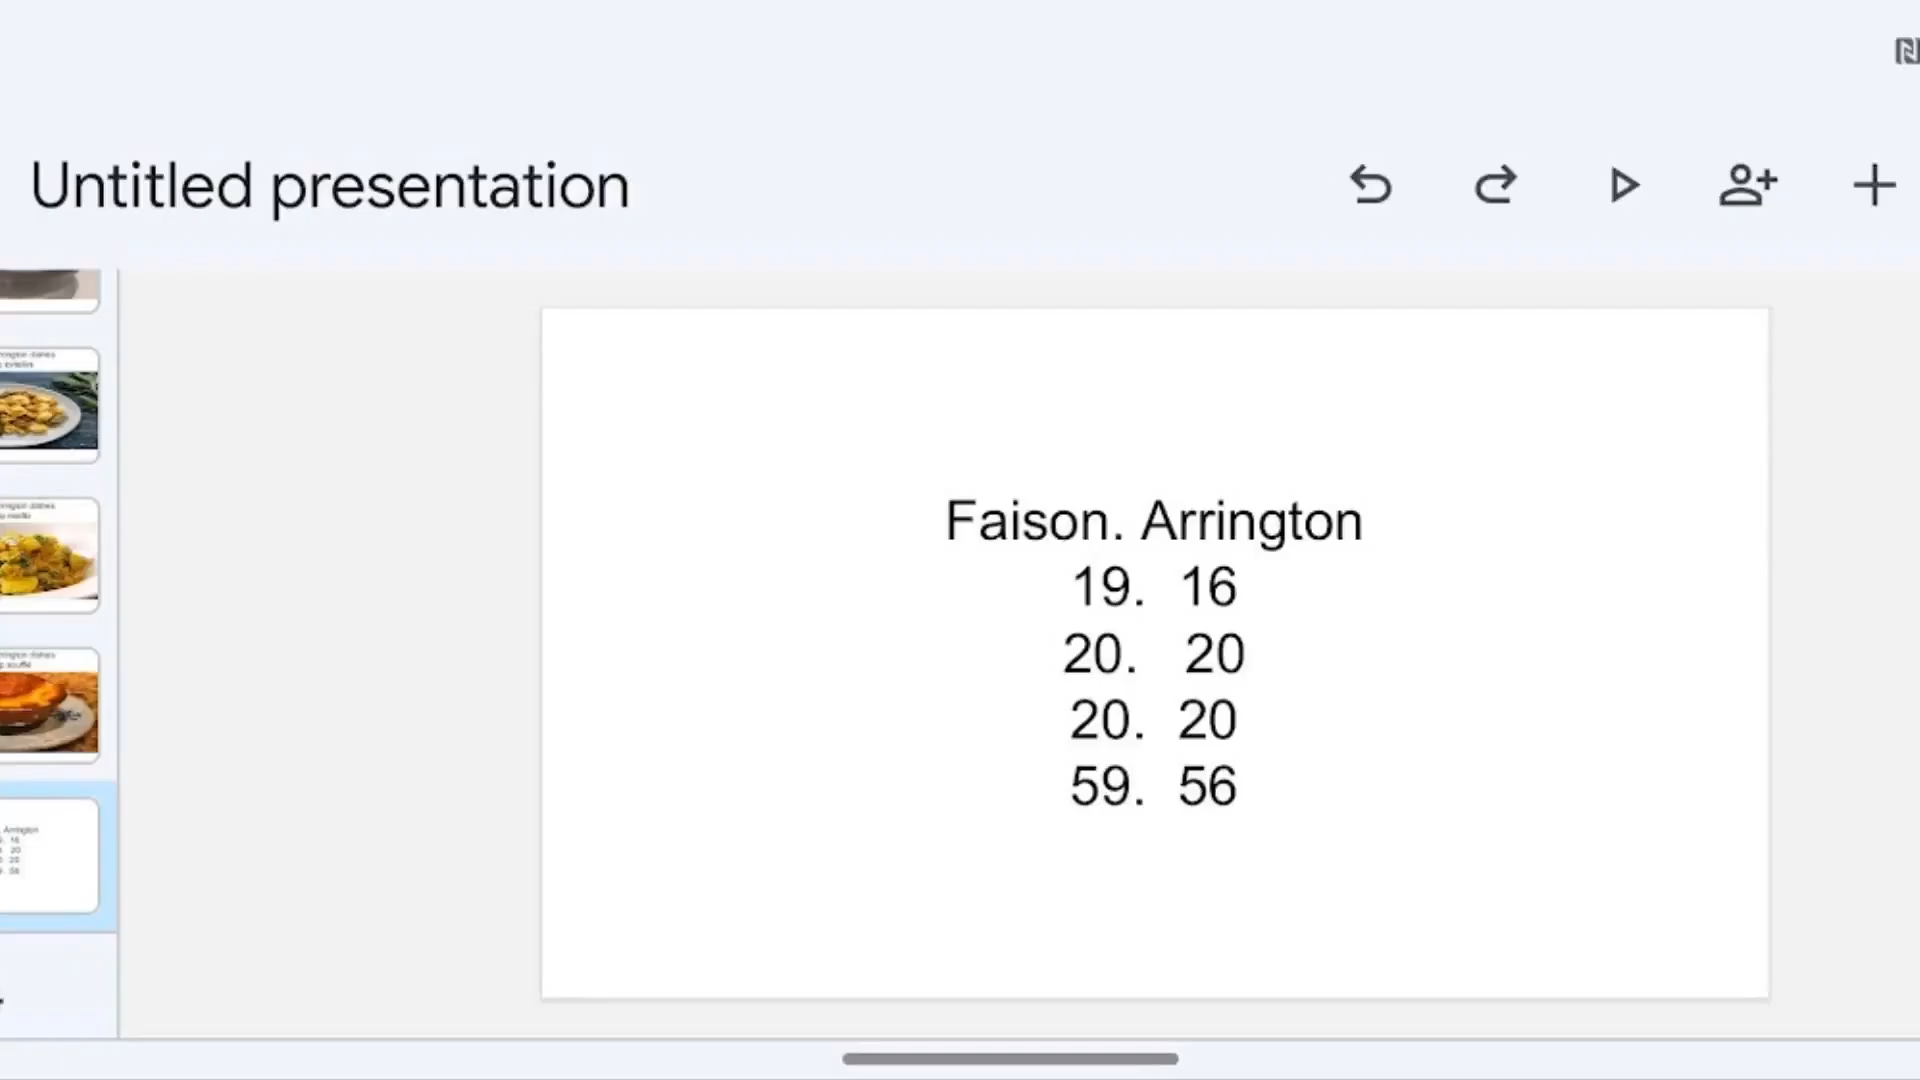 Untitled presentation
Faison. Arrington
19. 16
20. 20
20. 20
59. 56